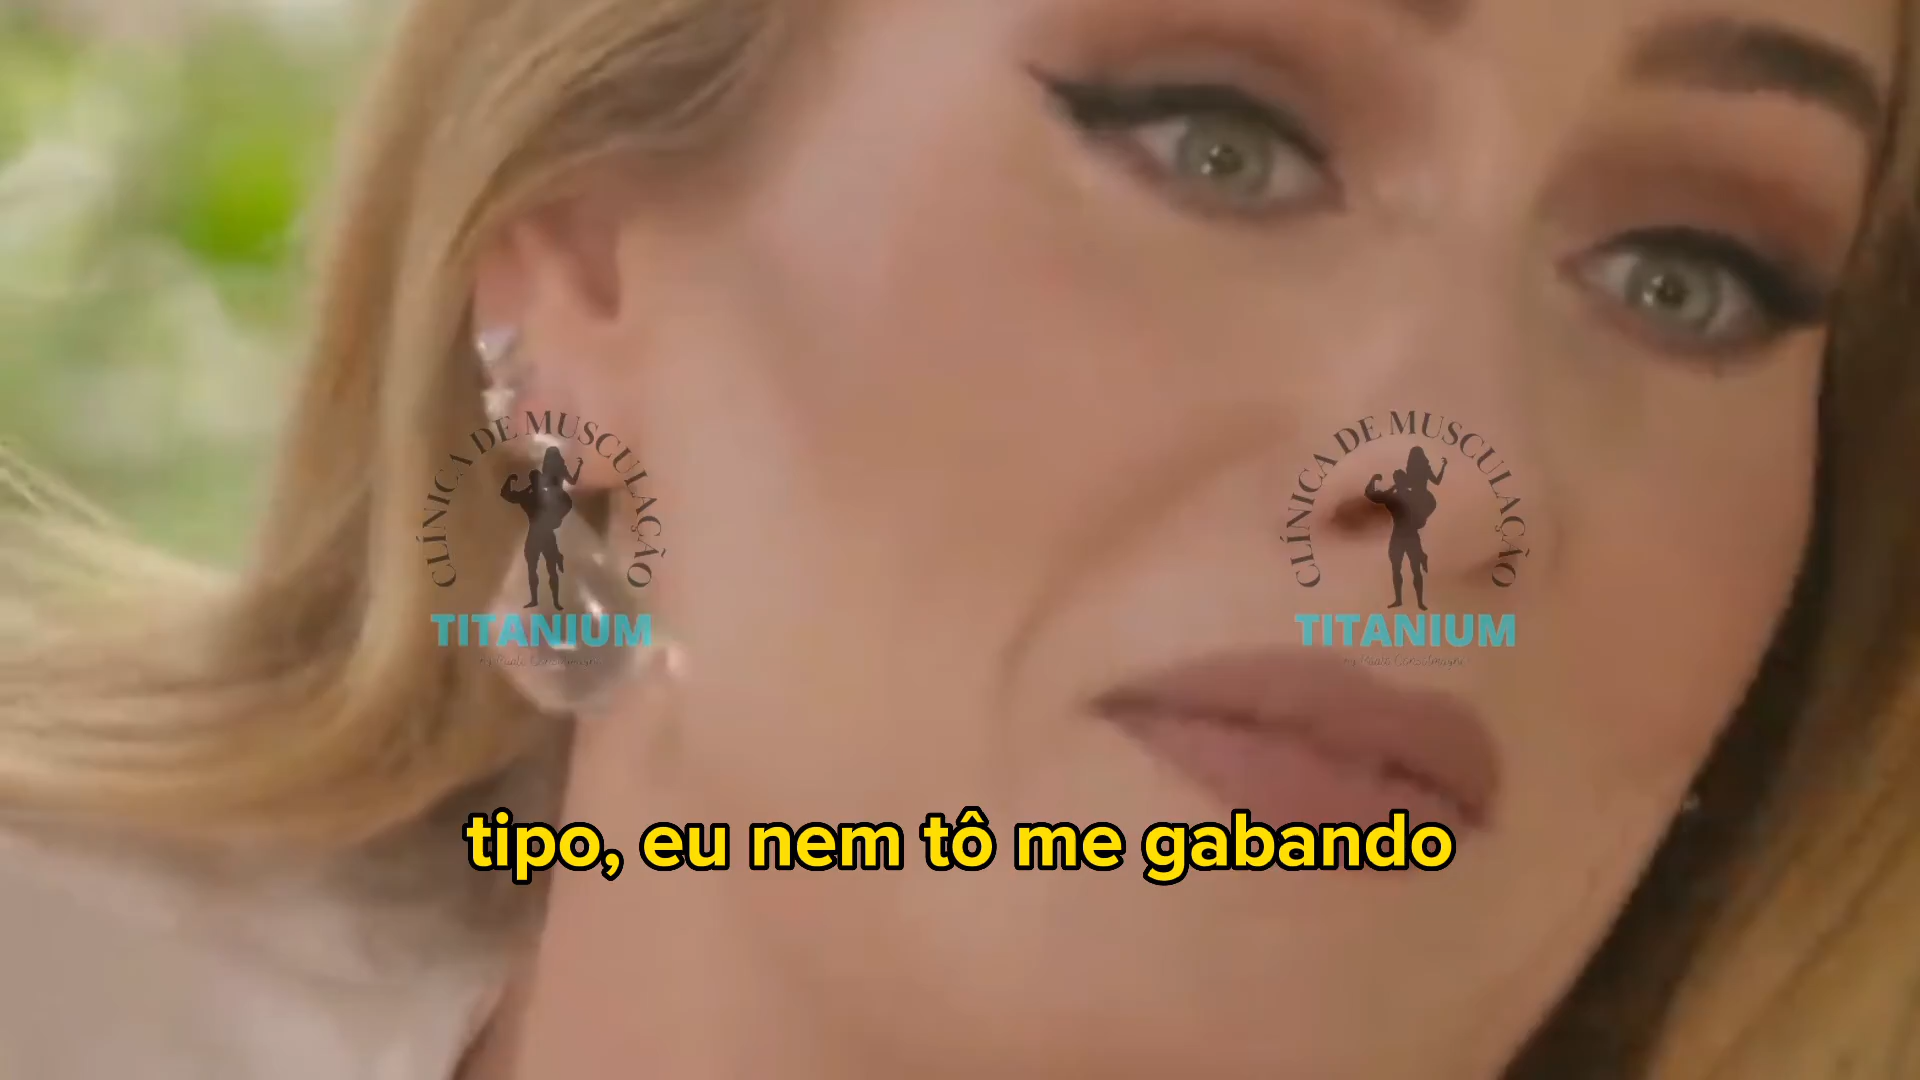 CLÍNICA DE MUSCULAÇÃO
TITANIUM
CLÍNICA DE MUSCULAÇÃO
TITANIUM
tipo, eu nem tô me gabando